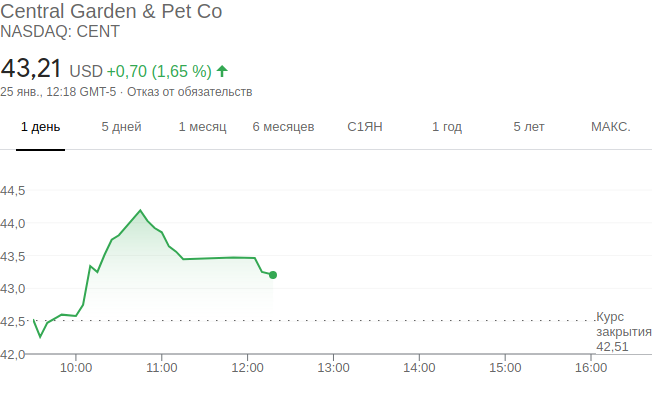 Central Garden & Pet Co
NASDAQ: CENT
43,21 USD +0,70 (1,65 %)
25 янв., 12:18 GMT-5 · Отказ от обязательств
1 день 5 дней 1 месяц 6 месяцев С1ЯН 1 год 5 лет МАКС.
44,5
44,0
43,5
43,0
42,5
Курс
закрытия
42,51
42,0
10:00 11:00 12:00 13:00 14:00 15:00 16:00